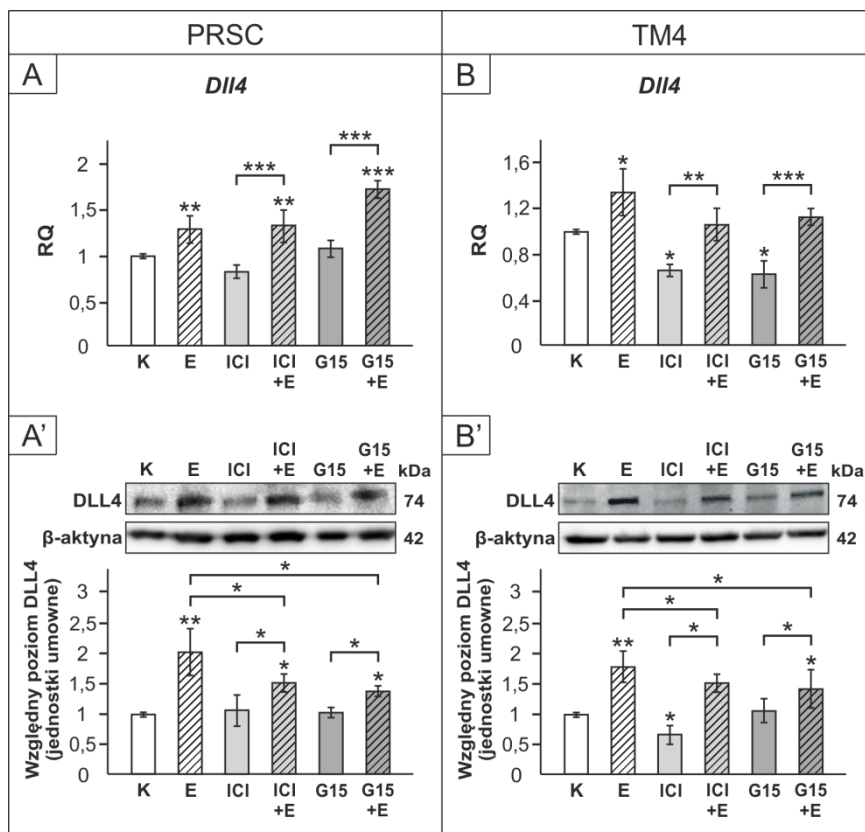 PRSC
TM4
A
Dll4
***
***
***
**
**
2
1,5
1
0,5
0
RQ
K
E
ICI
ICI
+E
G15
G15
+E
B
Dll4
*
**
***
*
*
1,6
1,2
0,8
0,4
0
RQ
K
E
ICI
ICI
+E
G15
G15
+E
A'
K
E
ICI
ICI
+E
G15
G15
+E
kDa
DLL4
74
β-aktyna
42
Względny poziom DLL4
(jednostki umowne)
3
2,5
2
1,5
1
0,5
0
*
*
**
*
*
*
*
K
E
ICI
ICI
+E
G15
G15
+E
B'
K
E
ICI
ICI
+E
G15
G15
+E
kDa
DLL4
74
β-aktyna
42
Względny poziom DLL4
(jednostki umowne)
3
2,5
2
1,5
1
0,5
0
*
*
**
*
*
*
*
K
E
ICI
ICI
+E
G15
G15
+E